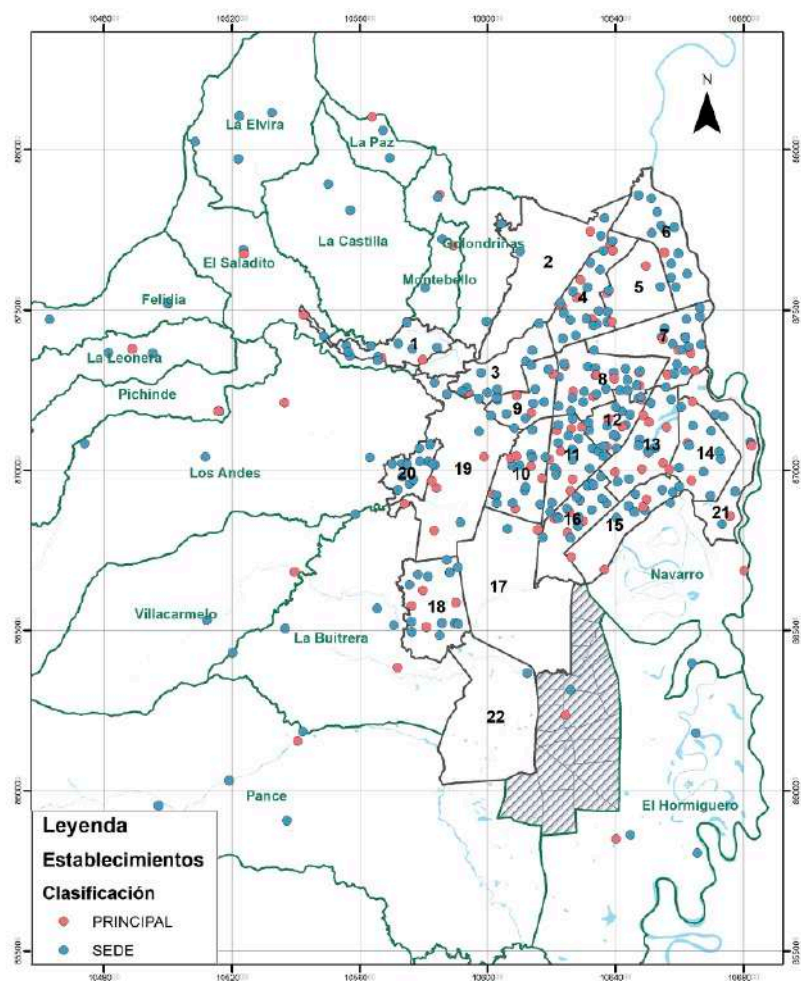 N
La Elvira
La Paz
La Castilla
El Saladito
Golondrinas
Montebello
Felidia
La Leonera
Pichinde
Los Andes
Villacarmelo
La Buitrera
Pance
Navarro
El Hormiguero
1
2
3
4
5
6
7
8
9
10
11
12
13
14
15
16
17
18
19
20
21
22
Leyenda
Establecimientos
Clasificación
PRINCIPAL
SEDE